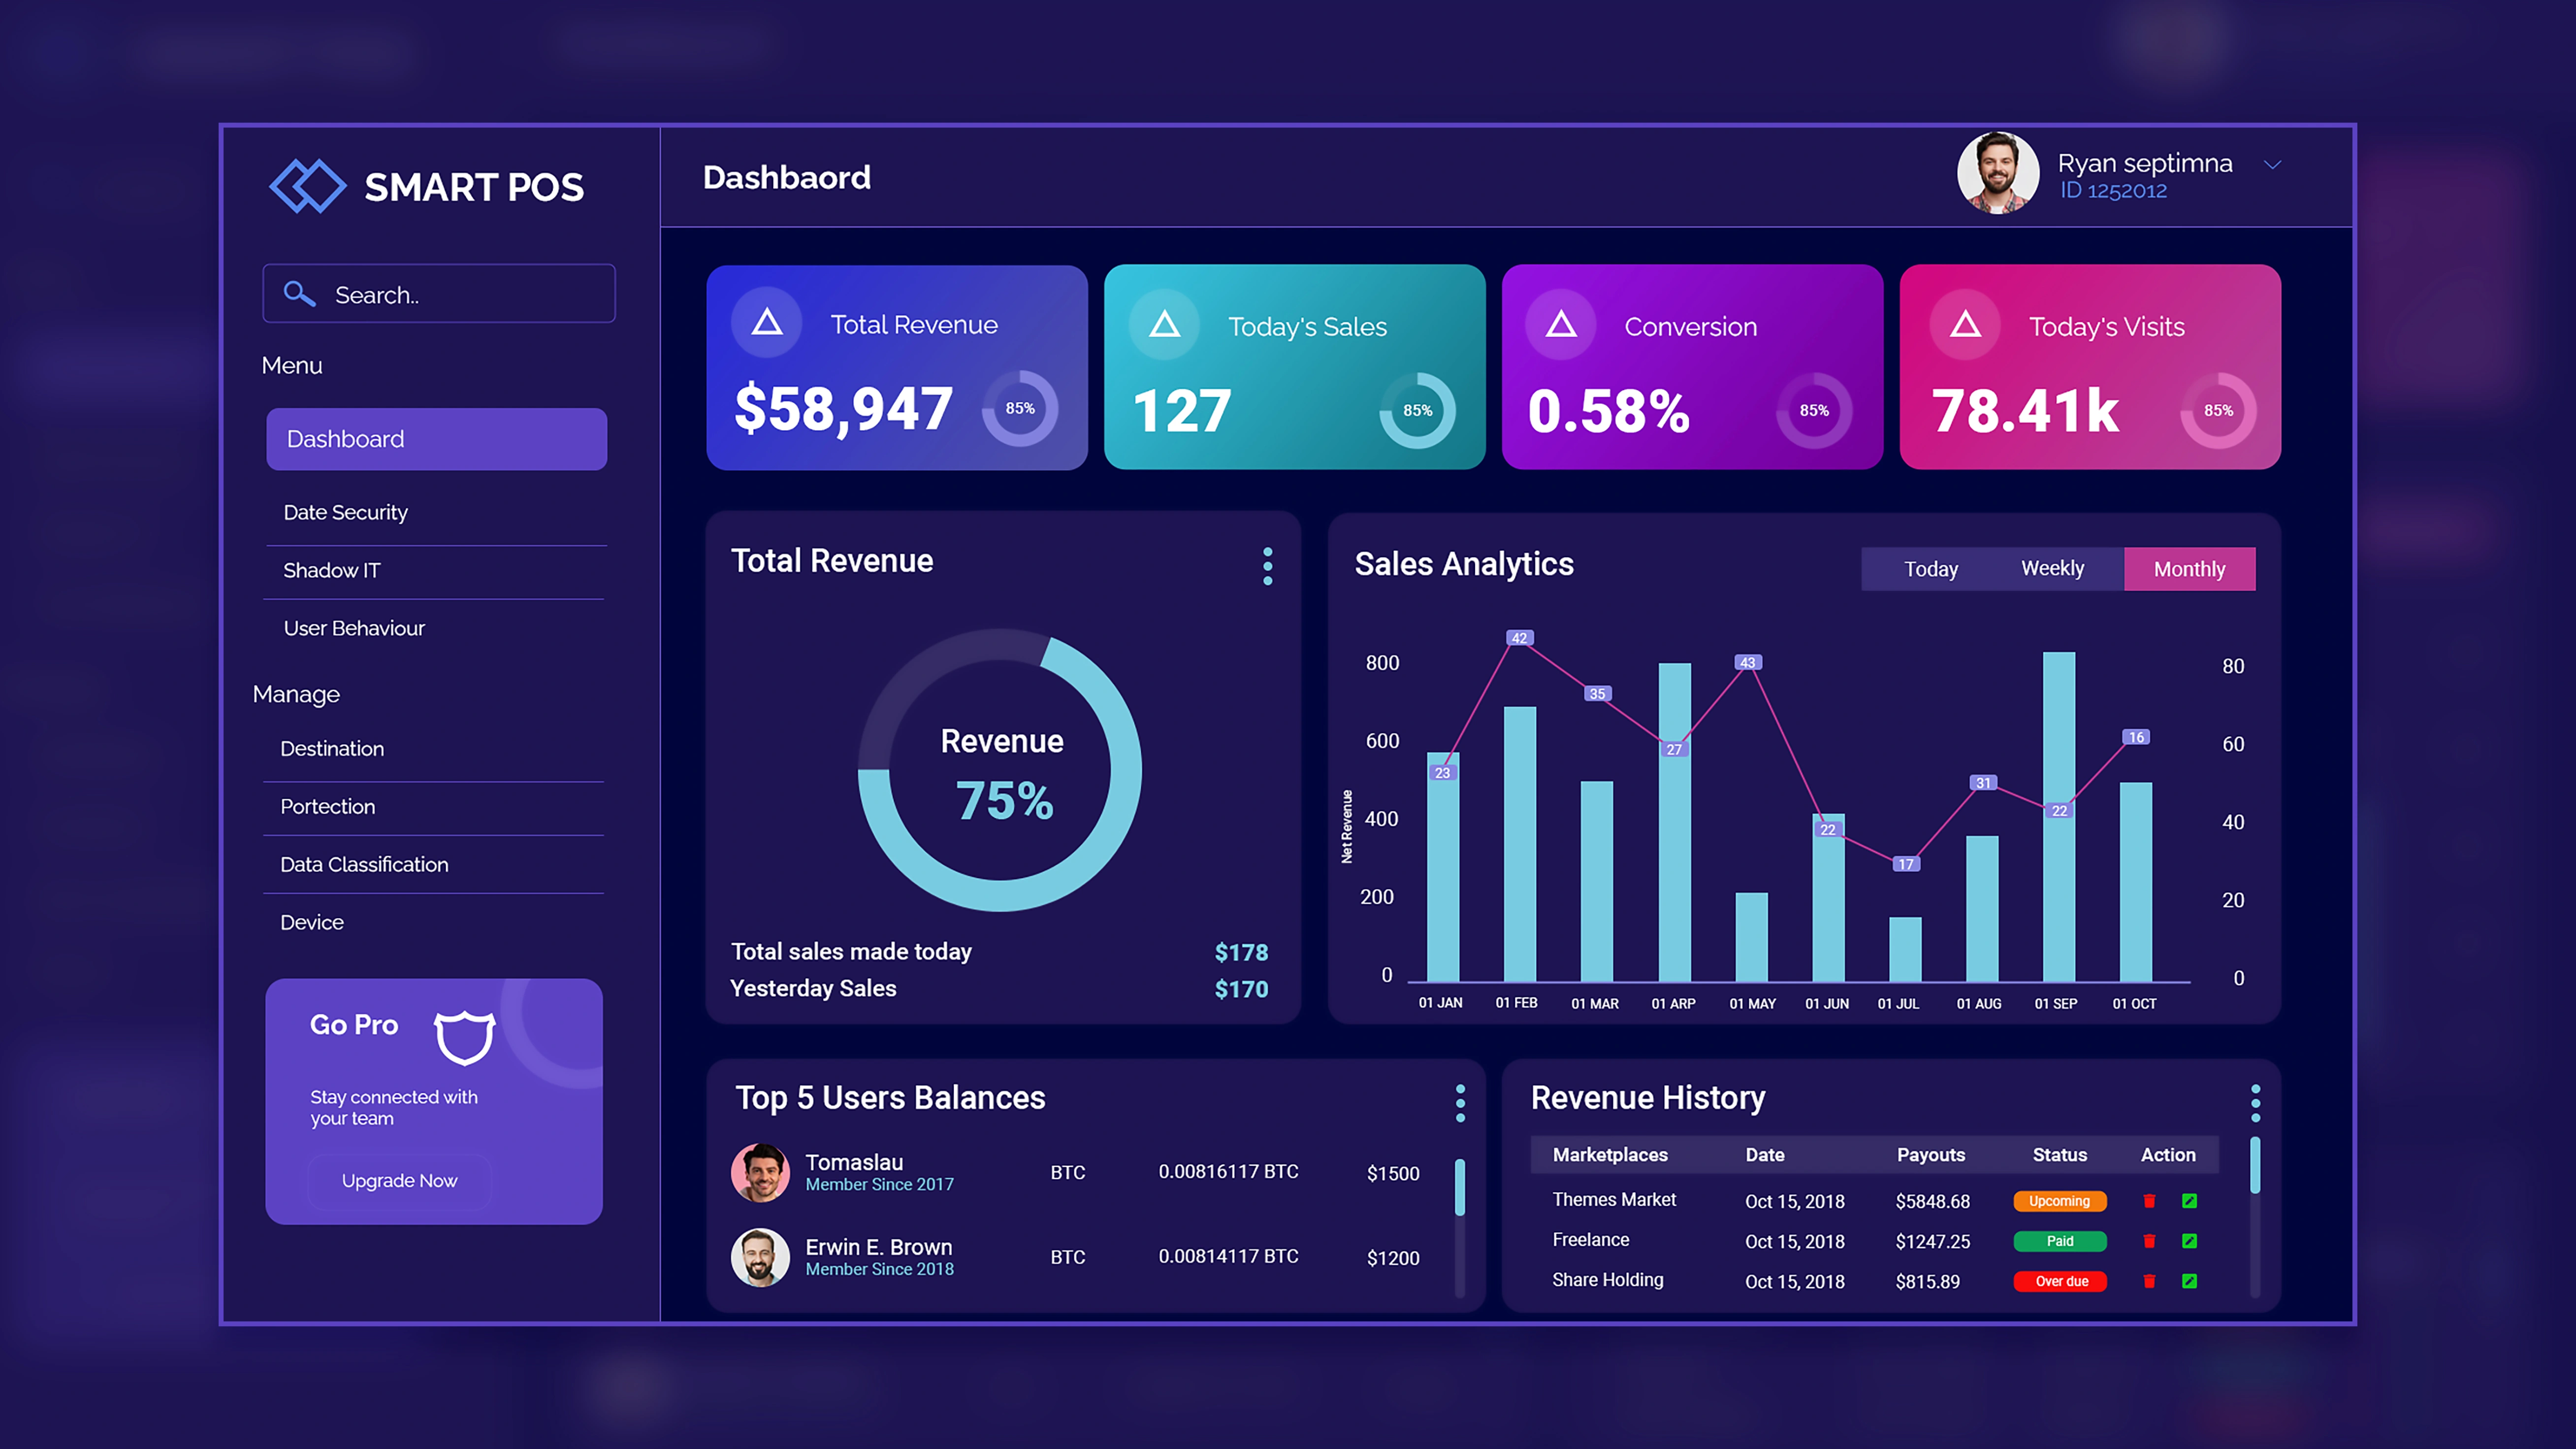 SMART POS
Search..
Menu
Dashboard
Date Security
Shadow IT
User Behaviour
Manage
Destination
Portection
Data Classification
Device
Go Pro
Stay connected with
your team
Upgrade Now
Dashbaord
Ryan septimna
ID 1252012
Total Revenue
$58,947
85%
Today's Sales
127
85%
Conversion
0.58%
85%
Today's Visits
78.41k
85%
Total Revenue
Revenue
75%
Total sales made today $178
Yesterday Sales $170
Sales Analytics
Today Weekly Monthly
Net Revenue
800
600
400
200
0
42
43
35
27
23
16
31
22
22
17
80
60
40
20
0
01 JAN 01 FEB 01 MAR 01 ARP 01 MAY 01 JUN 01 JUL 01 AUG 01 SEP 01 OCT
Top 5 Users Balances
Tomaslau
Member Since 2017
BTC 0.00816117 BTC $1500
Erwin E. Brown
Member Since 2018
BTC 0.00814117 BTC $1200
Revenue History
Marketplaces Date Payouts Status Action
Themes Market Oct 15, 2018 $5848.68 Upcoming
Freelance Oct 15, 2018 $1247.25 Paid
Share Holding Oct 15, 2018 $815.89 Over due